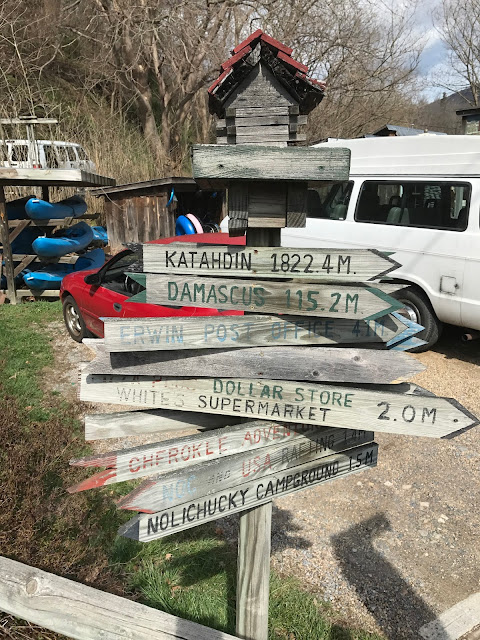 KATAHDIN 1822.4 M.
DAMASCUS 115.2 M
ERWIN POST OFFICE
DOLLAR STORE
WHITES SUPERMARKET 2.0 M
CHEROKEE
AND USA RAFTING
NOLICHUCKY CAMPGROUND 1.5 M